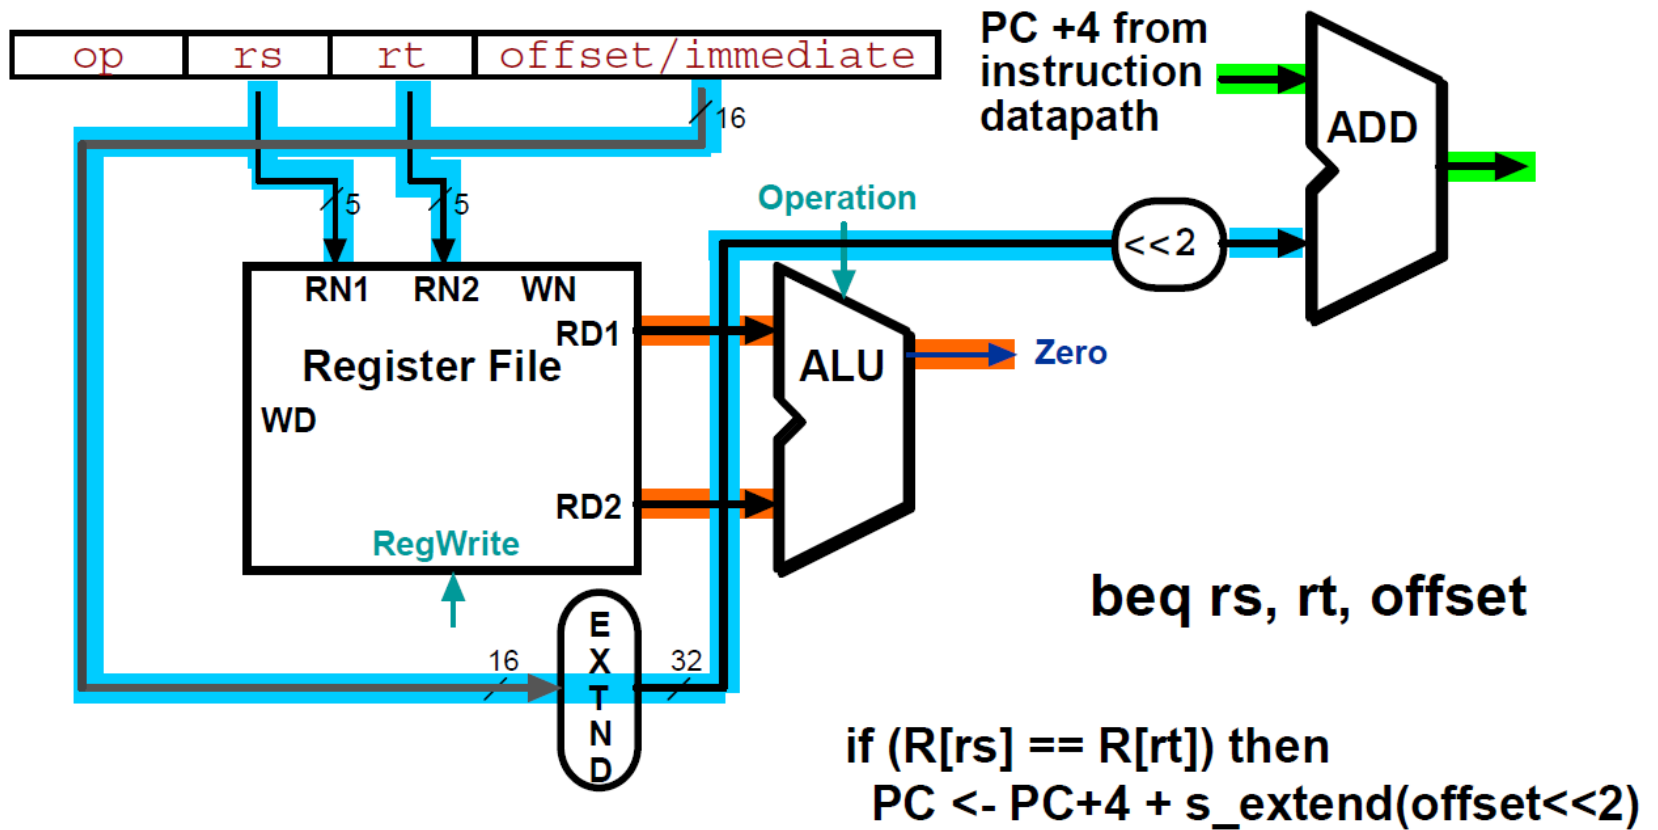 op rs rt offset/immediate
PC +4 from
instruction
datapath
ADD
16
5 5
Operation
<<2
RN1 RN2 WN
RD1
Register File
ALU
Zero
WD
RD2
RegWrite
beq rs, rt, offset
16
EXTND
32
if (R[rs] == R[rt]) then
PC <- PC+4 + s_extend(offset<<2)